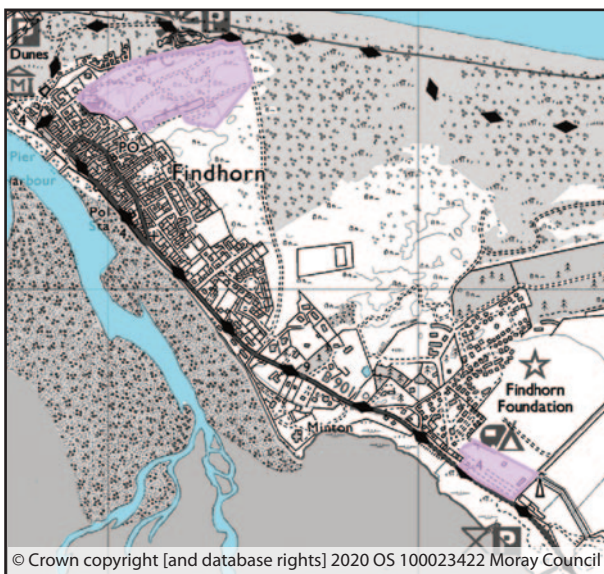 P
P
Dunes
M
PO
Findhorn
Pier
Pol
Sta
B9011
Findhorn
Foundation
Minton
P
© Crown copyright [and database rights] 2020 OS 100023422 Moray Council